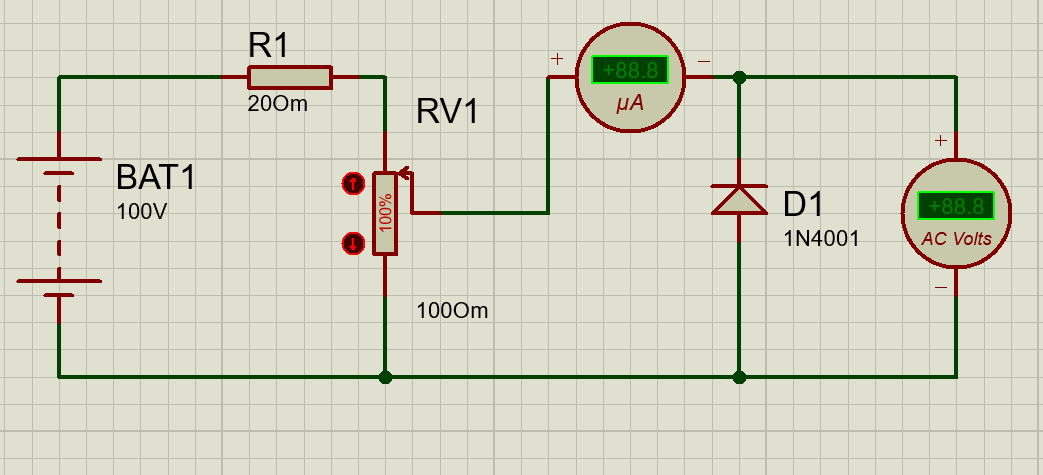 R1
20Om
RV1
+
+88.8
−
µA
BAT1
100V
100%
100Om
D1
1N4001
+
+88.8
AC Volts
−